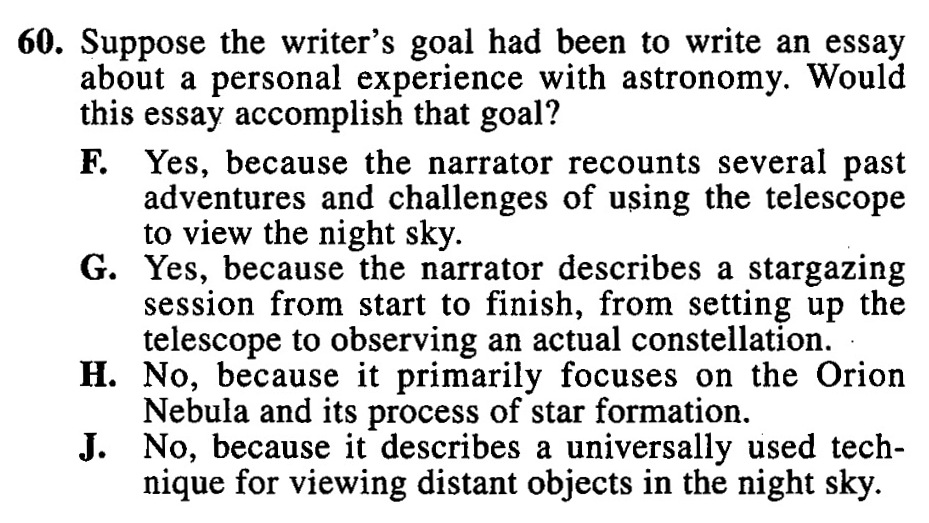 60. Suppose the writer's goal had been to write an essay
about a personal experience with astronomy. Would
this essay accomplish that goal?
F. Yes, because the narrator recounts several past
adventures and challenges of using the telescope
to view the night sky.
G. Yes, because the narrator describes a stargazing
session from start to finish, from setting up the
telescope to observing an actual constellation.
H. No, because it primarily focuses on the Orion
Nebula and its process of star formation.
J. No, because it describes a universally used tech-
nique for viewing distant objects in the night sky.